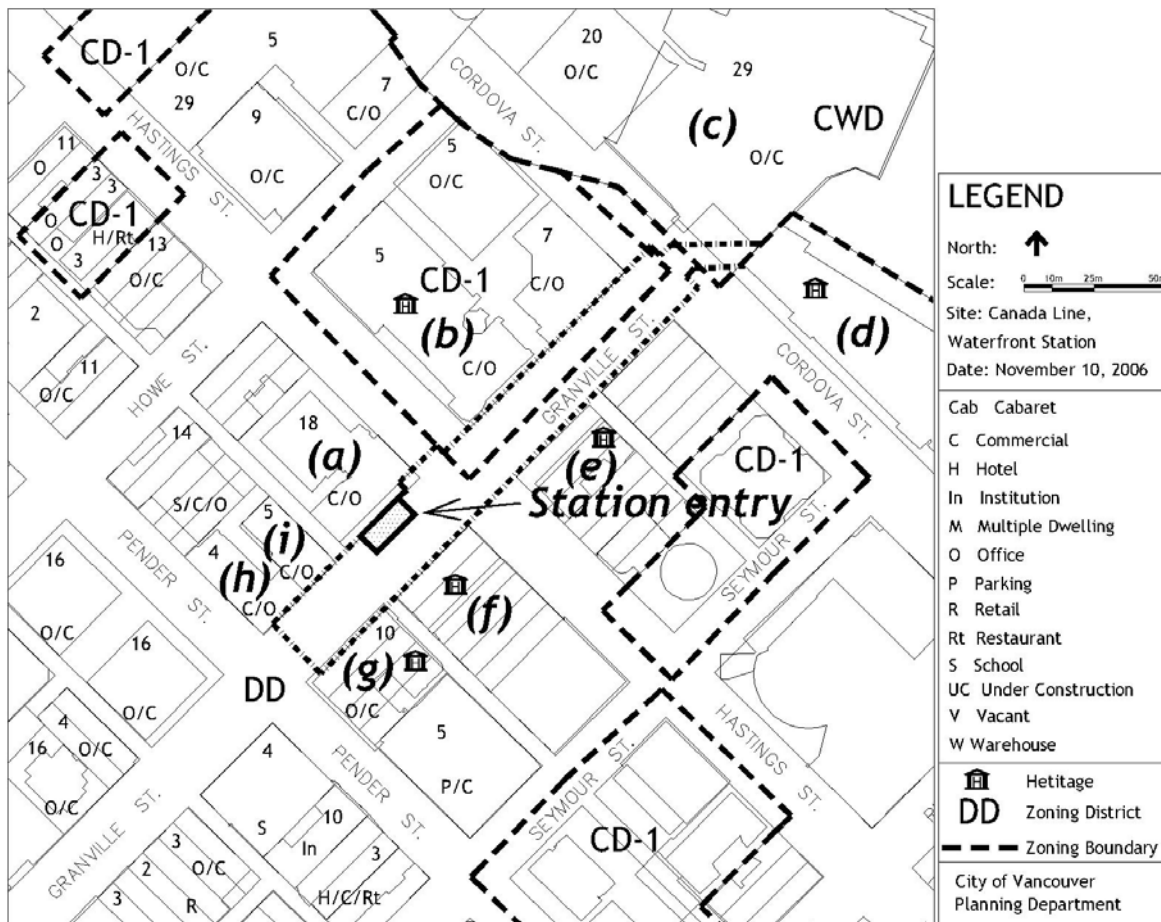 CD-1
5
O/C
29
HASTINGS ST.
9
O/C
7
C/O
CORDOVA ST.
20
O/C
29
(c)
CWD
O/C
11
O
3
3
CD-1
O
O
H/Rt
3
13
O/C
5
O/C
7
C/O
5
CD-1
(b)
C/O
(d)
CORDOVA ST.
2
11
O/C
HOWE ST.
GRANVILLE ST.
18
(a)
C/O
14
S/C/O
5
(i)
C/O
4
(h)
C/O
(e)
Station entry
CD-1
SEYMOUR ST.
PENDER ST.
16
O/C
16
O/C
(f)
10
(g)
O/C
DD
5
P/C
HASTINGS ST.
4
O/C
16
O/C
GRANVILLE ST.
4
S
10
In
3
H/C/Rt
PENDER ST.
3
O/C
2
3
R
SEYMOUR ST.
CD-1
LEGEND
North:
Scale: 0 10m 25m 50m
Site: Canada Line,
Waterfront Station
Date: November 10, 2006
Cab Cabaret
C Commercial
H Hotel
In Institution
M Multiple Dwelling
O Office
P Parking
R Retail
Rt Restaurant
S School
UC Under Construction
V Vacant
W Warehouse
H Hetitage
DD Zoning District
Zoning Boundary
City of Vancouver
Planning Department